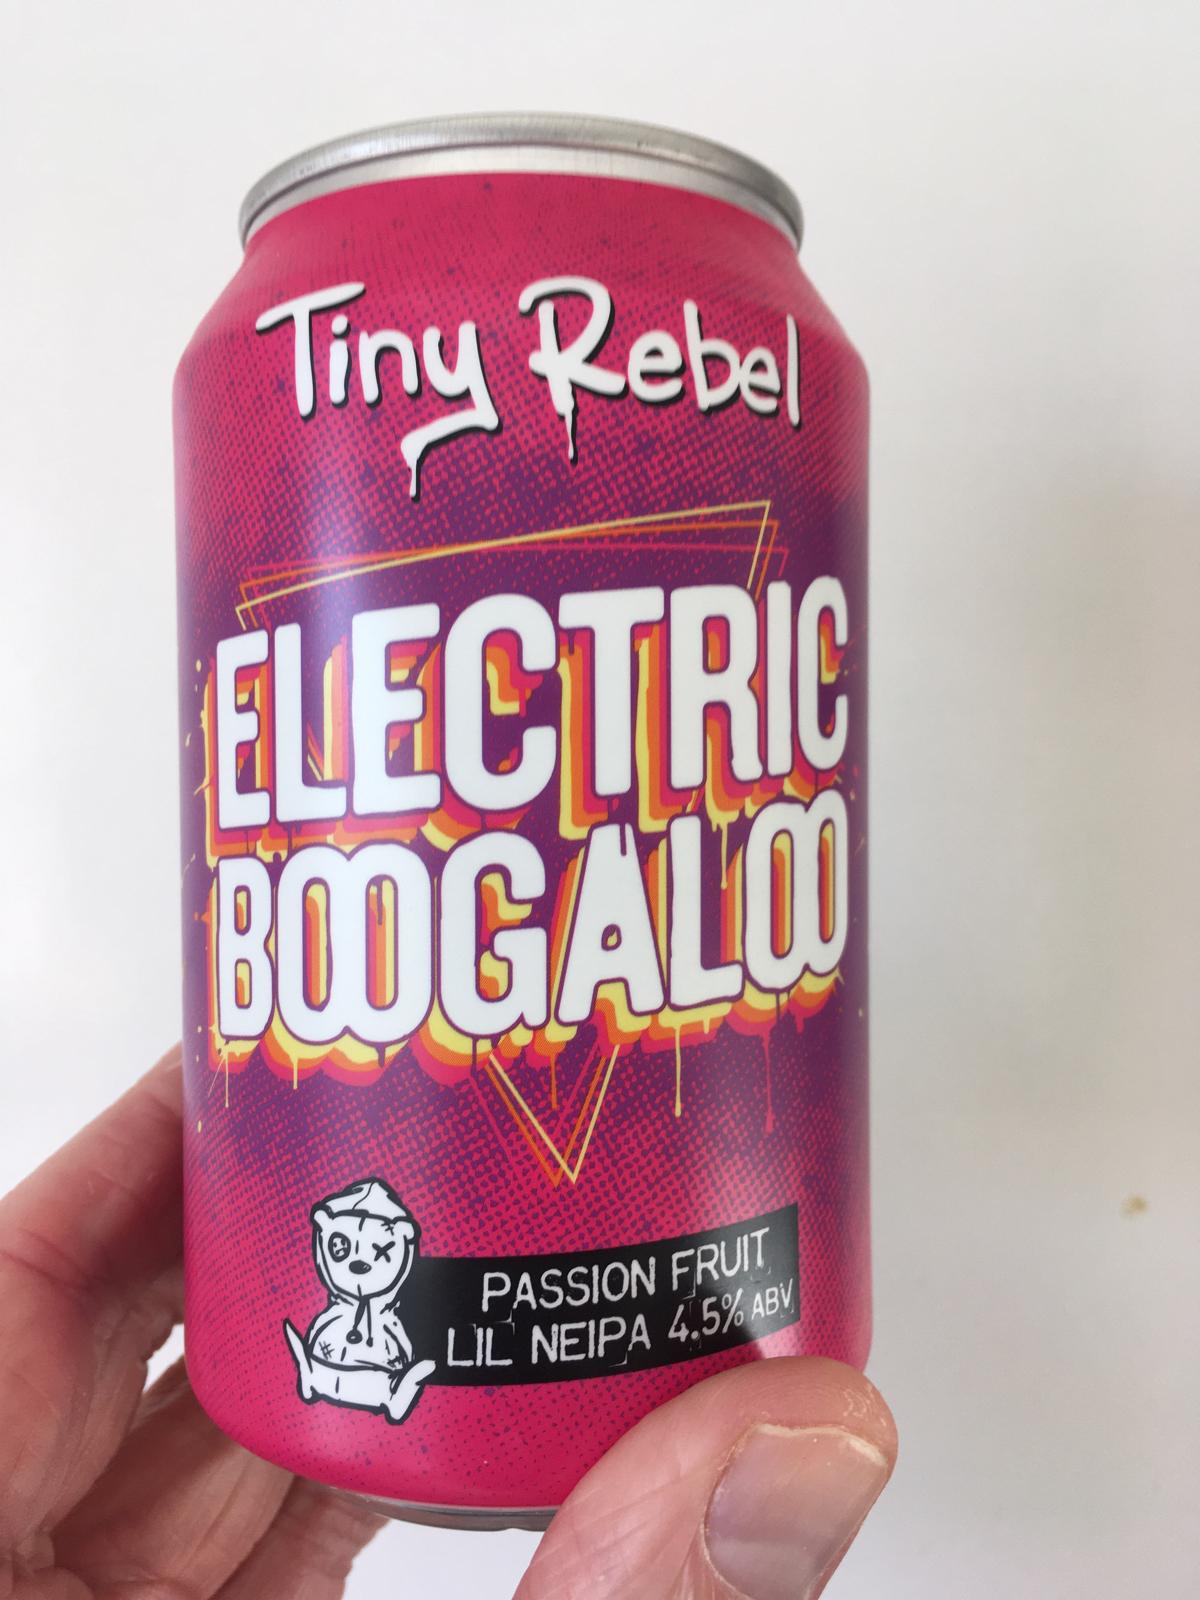 Tiny Rebel
ELECTRIC
BOOGALOO
PASSION FRUIT
LIL NEIPA 4.5% ABV